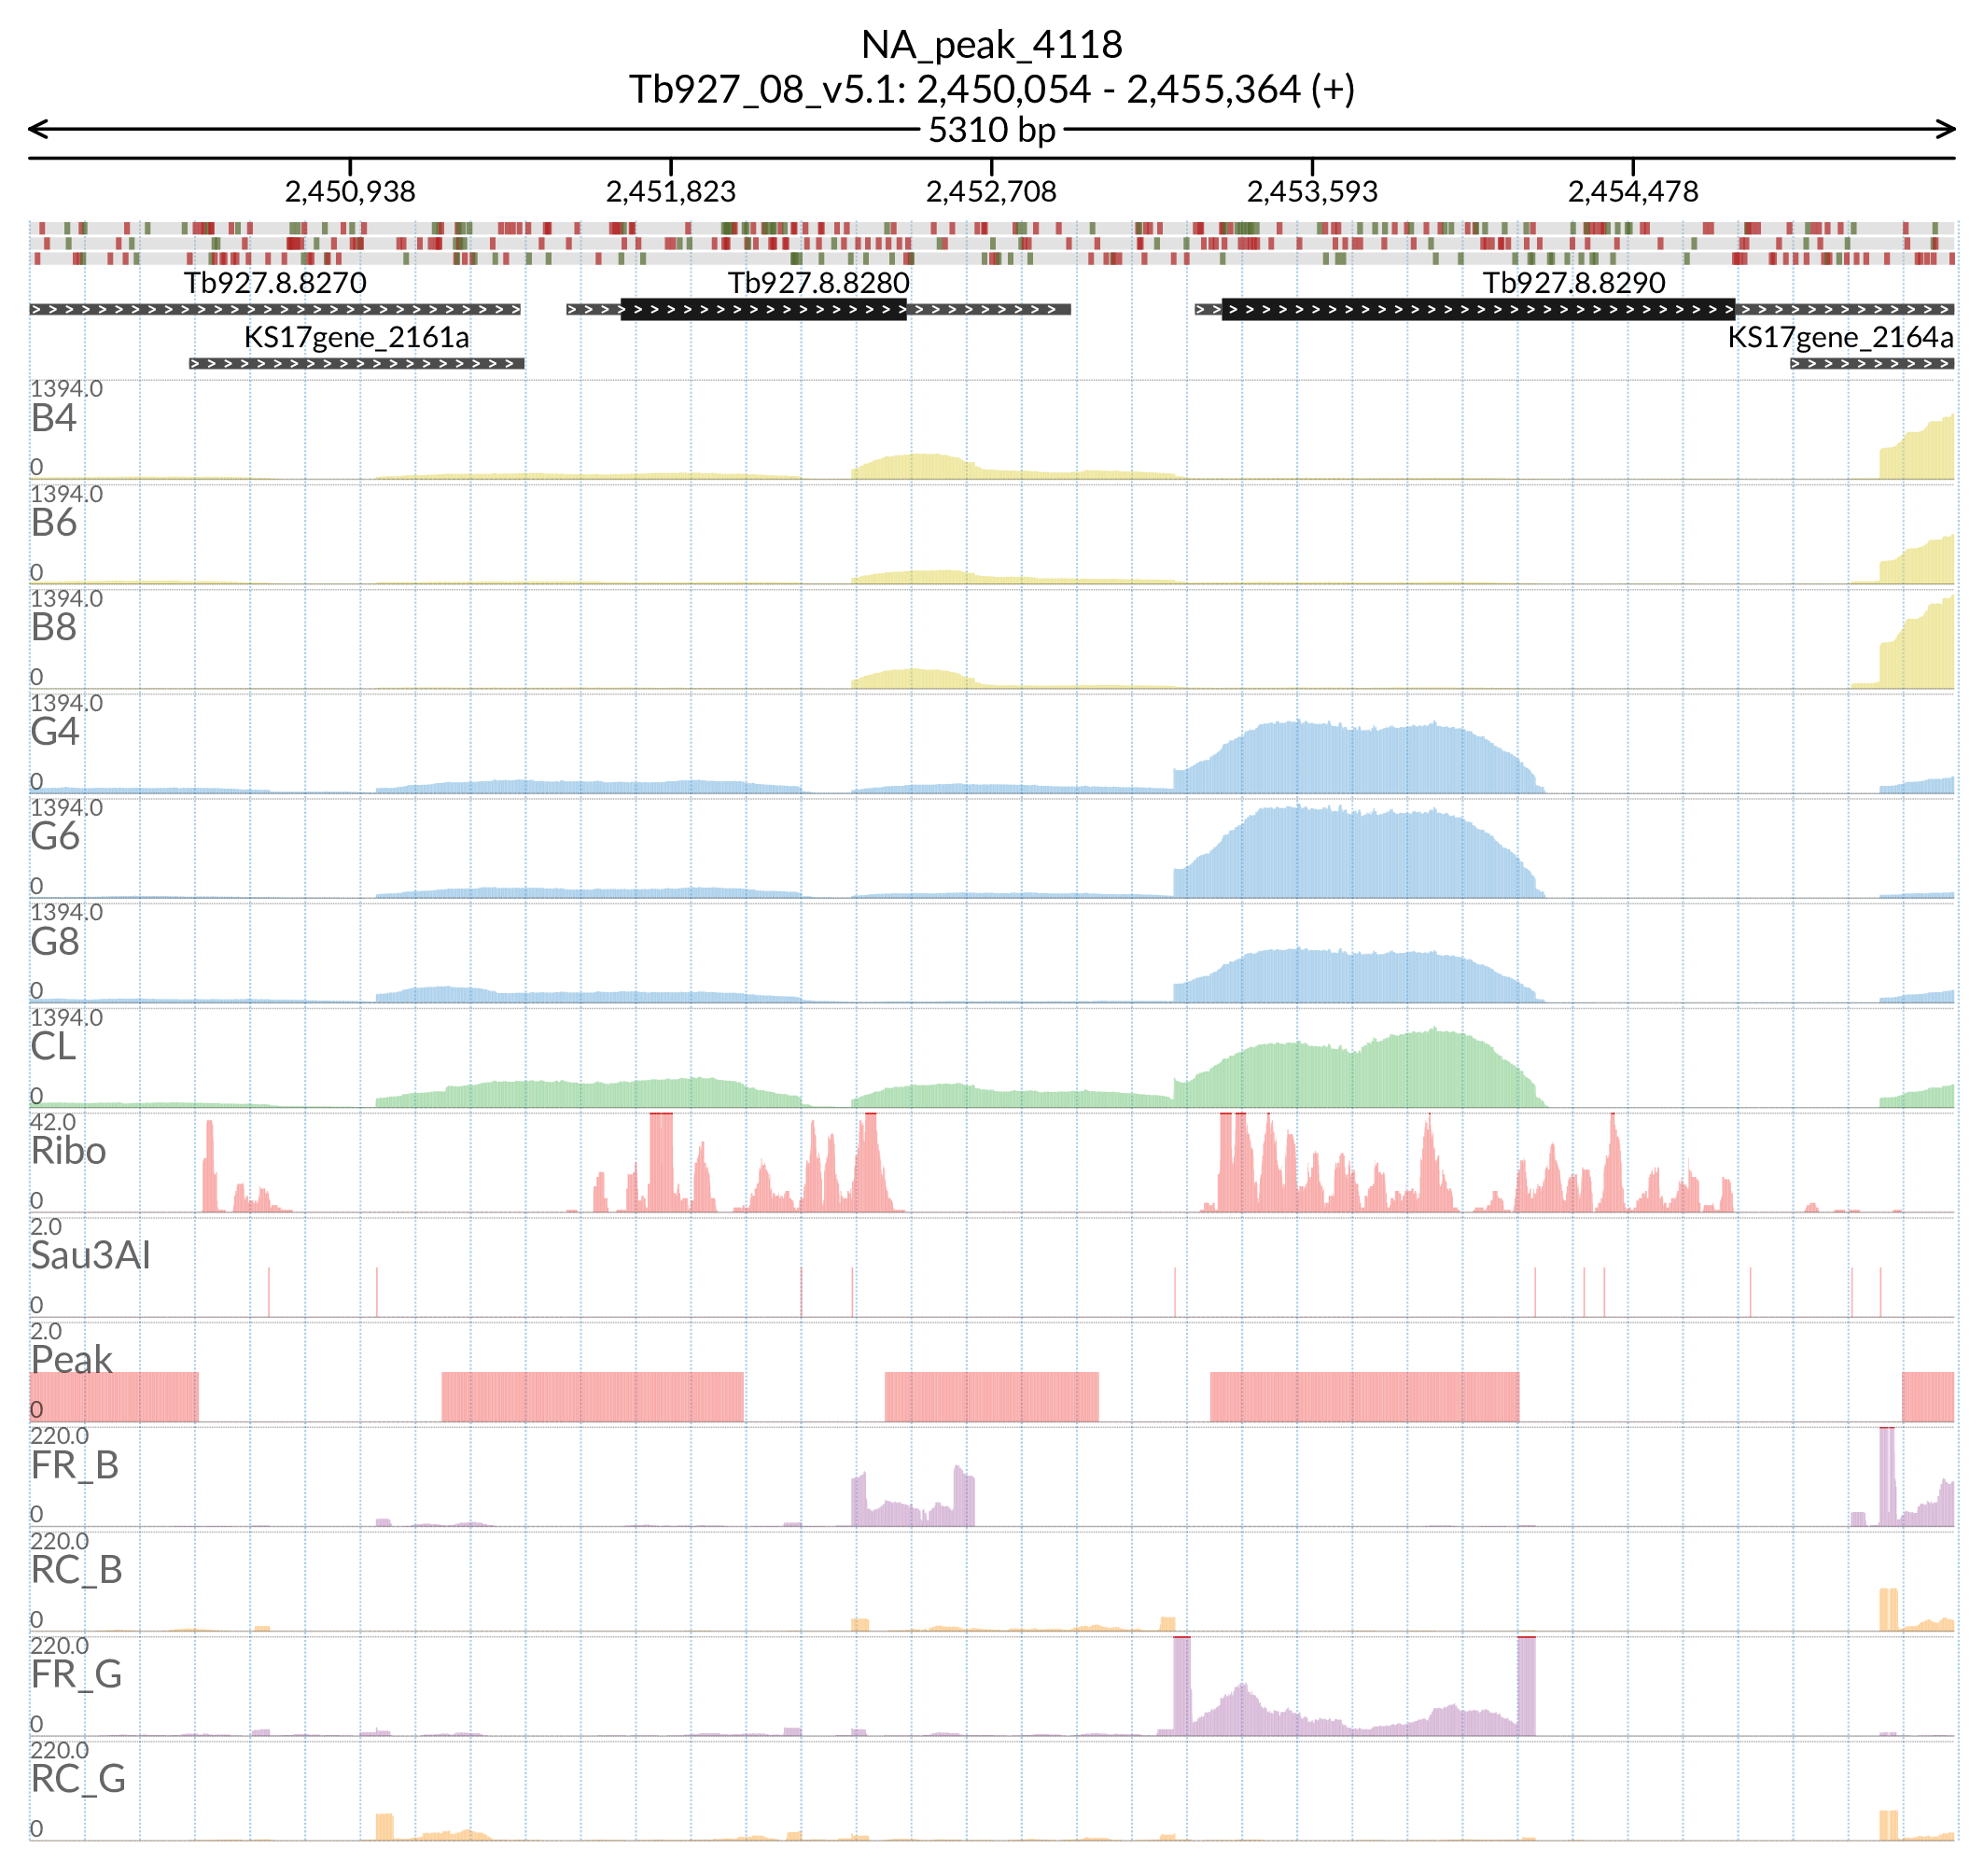 NA_peak_4118
Tb927_08_v5.1: 2,450,054 - 2,455,364 (+)
5310 bp
2,450,938 2,451,823 2,452,708 2,453,593 2,454,478
Tb927.8.8270 Tb927.8.8280 Tb927.8.8290
KS17gene_2161a KS17gene_2164a
1394.0
B4
0
1394.0
B6
0
1394.0
B8
0
1394.0
G4
0
1394.0
G6
0
1394.0
G8
0
1394.0
CL
0
42.0
Ribo
0
2.0
Sau3AI
0
2.0
Peak
0
220.0
FR_B
0
220.0
RC_B
0
220.0
FR_G
0
220.0
RC_G
0